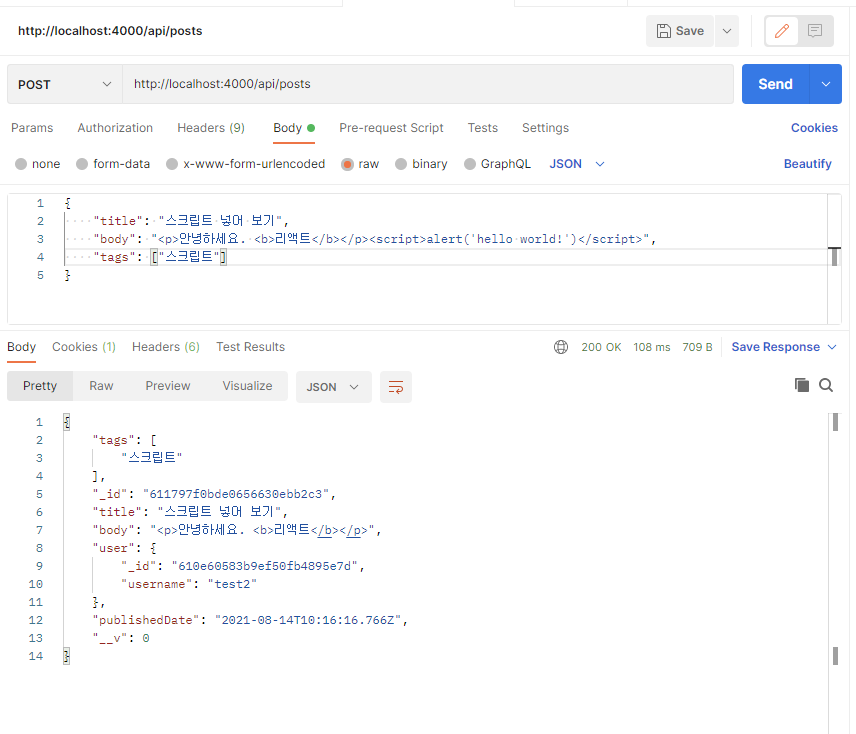 http://localhost:4000/api/posts Save
POST http://localhost:4000/api/posts Send
Params Authorization Headers (9) Body Pre-request Script Tests Settings Cookies
none form-data x-www-form-urlencoded raw binary GraphQL JSON Beautify
1 {
2 "title": "스크립트 넣어 보기",
3 "body": "<p>안녕하세요. <b>리액트</b></p><script>alert('hello world!')</script>",
4 "tags": ["스크립트"]
5 }
Body Cookies (1) Headers (6) Test Results 200 OK 108 ms 709 B Save Response
Pretty Raw Preview Visualize JSON
1 {
2 "tags": [
3 "스크립트"
4 ],
5 "_id": "611797f0bde0656630ebb2c3",
6 "title": "스크립트 넣어 보기",
7 "body": "<p>안녕하세요. <b>리액트</b></p>",
8 "user": {
9 "_id": "610e60583b9ef50fb4895e7d",
10 "username": "test2"
11 },
12 "publishedDate": "2021-08-14T10:16:16.766Z",
13 "__v": 0
14 }